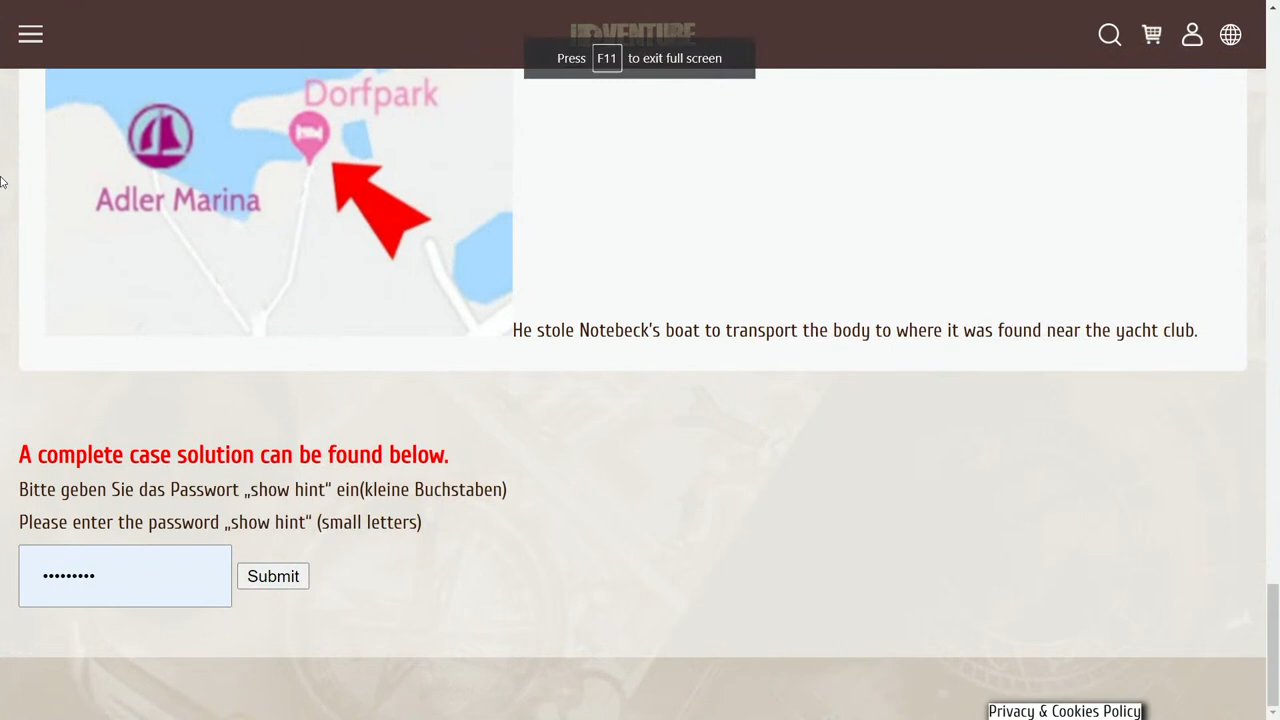 Press F11 to exit full screen
Dorfpark
Adler Marina
He stole Notebeck's boat to transport the body to where it was found near the yacht club.
A complete case solution can be found below.
Bitte geben Sie das Passwort „show hint“ ein(kleine Buchstaben)
Please enter the password „show hint“ (small letters)
Submit
Privacy & Cookies Policy